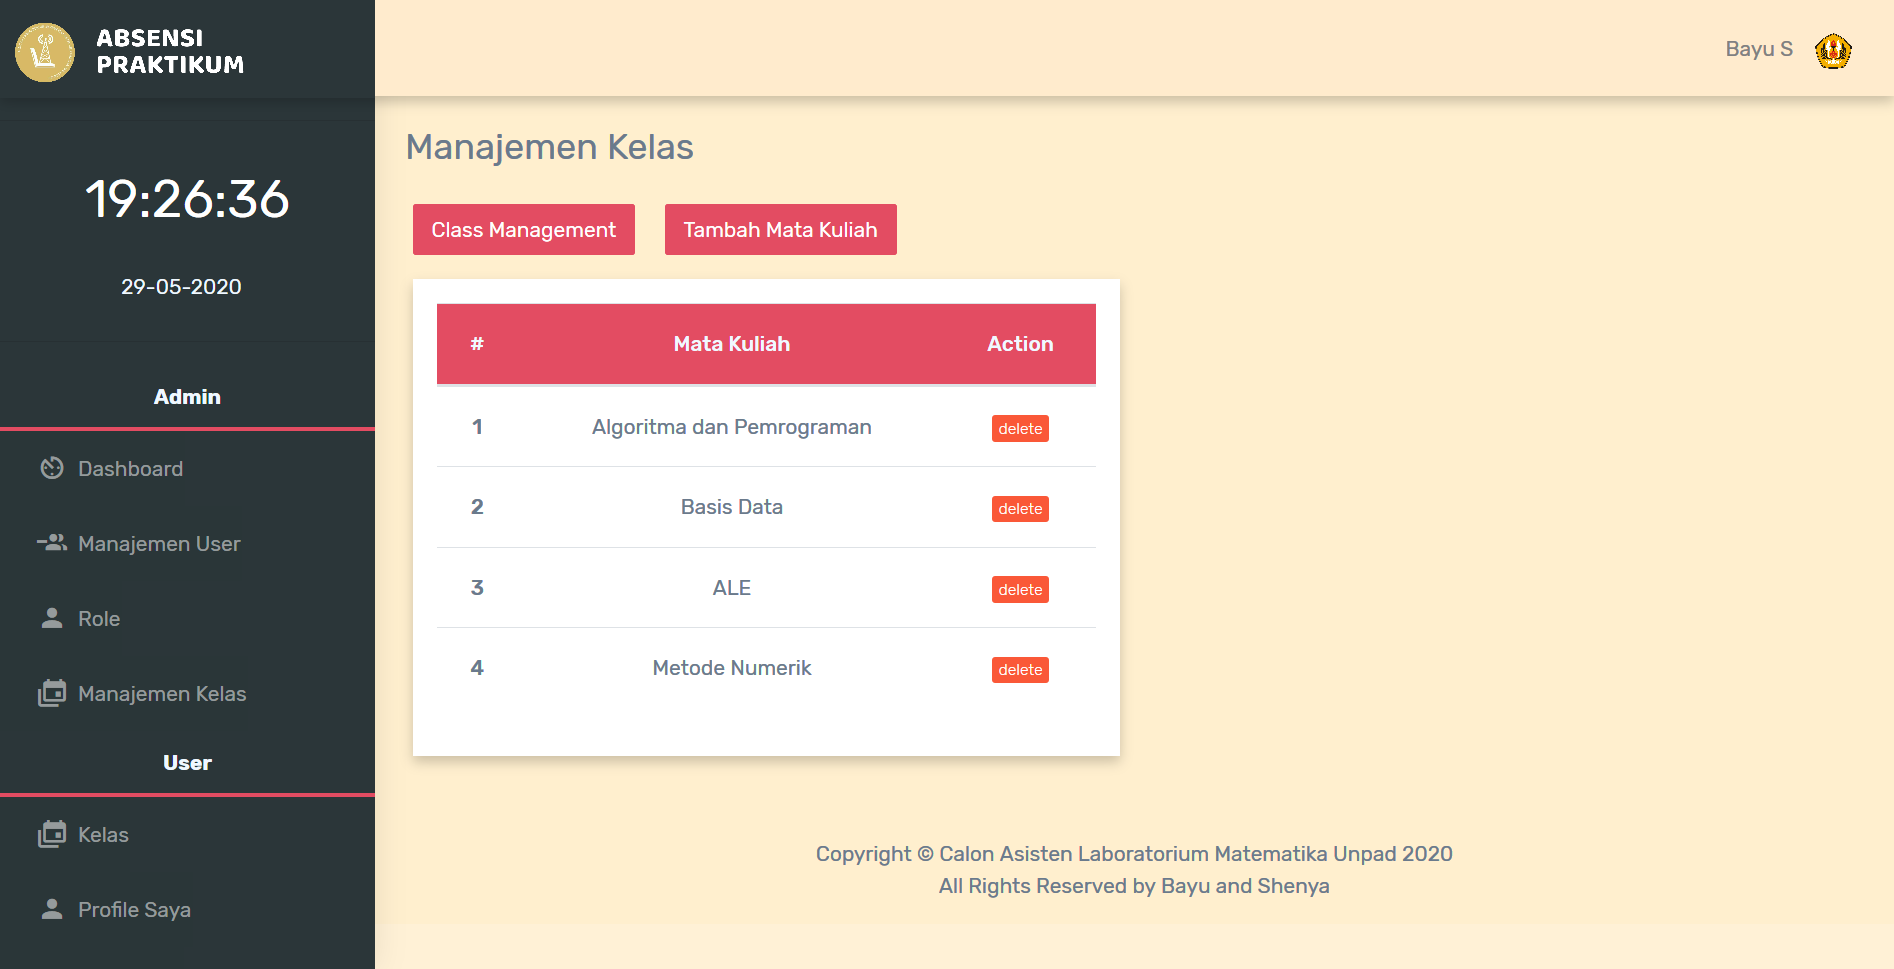 ABSENSI
PRAKTIKUM
Bayu S
19:26:36
29-05-2020
Admin
Dashboard
Manajemen User
Role
Manajemen Kelas
User
Kelas
Profile Saya
Manajemen Kelas
Class Management
Tambah Mata Kuliah
# Mata Kuliah Action
1 Algoritma dan Pemrograman delete
2 Basis Data delete
3 ALE delete
4 Metode Numerik delete
Copyright © Calon Asisten Laboratorium Matematika Unpad 2020
All Rights Reserved by Bayu and Shenya